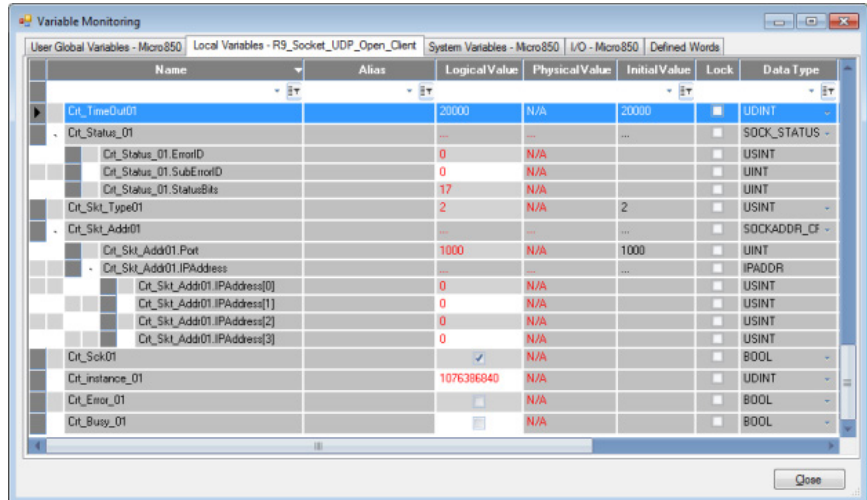 Variable Monitoring
User Global Variables - Micro850 Local Variables - R9_Socket_UDP_Open_Client System Variables - Micro850 I/O - Micro850 Defined Words
Name Alias Logical Value Physical Value Initial Value Lock Data Type
Crt_TimeOut01 20000 N/A 20000 UDINT
Crt_Status_01 ... ... ... SOCK_STATUS
Crt_Status_01.ErrorID 0 N/A USINT
Crt_Status_01.SubErrorID 0 N/A UINT
Crt_Status_01.StatusBits 17 N/A UINT
Crt_Skt_Type01 2 N/A 2 USINT
Crt_Skt_Addr01 ... ... ... SOCKADDR_CF
Crt_Skt_Addr01.Port 1000 N/A 1000 UINT
Crt_Skt_Addr01.IPAddress ... ... ... IPADDR
Crt_Skt_Addr01.IPAddress[0] 0 N/A USINT
Crt_Skt_Addr01.IPAddress[1] 0 N/A USINT
Crt_Skt_Addr01.IPAddress[2] 0 N/A USINT
Crt_Skt_Addr01.IPAddress[3] 0 N/A USINT
Crt_Sck01 N/A BOOL
Crt_instance_01 1076386840 N/A UDINT
Crt_Error_01 N/A BOOL
Crt_Busy_01 N/A BOOL
Close